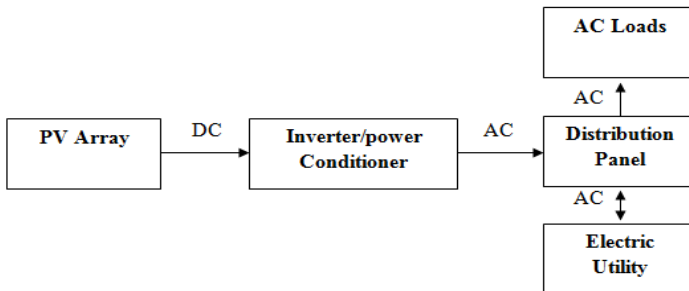 AC Loads
AC
PV Array
DC
Inverter/power
Conditioner
AC
Distribution
Panel
AC
Electric
Utility